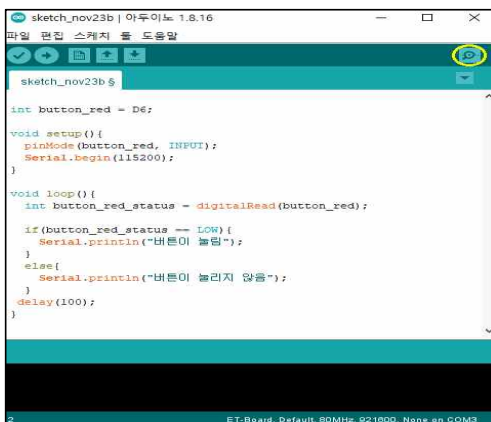 sketch_nov23b | 아두이노 1.8.16
파일 편집 스케치 툴 도움말
sketch_nov23b §
int button_red = D6;
void setup(){
pinMode(button_red, INPUT);
Serial.begin(115200);
}
void loop(){
int button_red_status = digitalRead(button_red);
if(button_red_status == LOW){
Serial.println("버튼이 눌림");
}
else{
Serial.println("버튼이 눌리지 않음");
}
delay(100);
}
2 ET-Board, Default, 80MHz, 921600, None on COM3